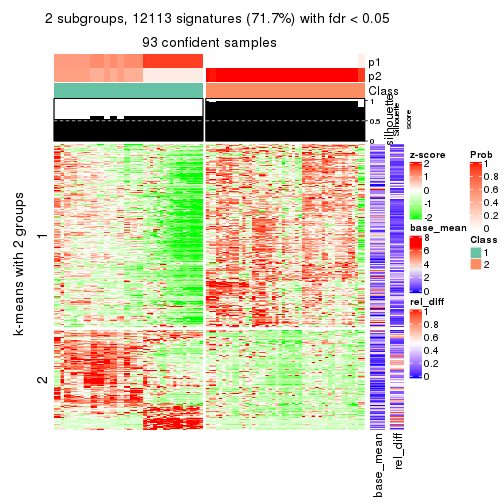 2 subgroups, 12113 signatures (71.7%) with fdr < 0.05
93 confident samples
p1
p2
Class
1
0.5
0
silhouette
Silhouette
score
k-means with 2 groups
1
2
base_mean
rel_diff
z-score
2
1
0
-1
-2
base_mean
8
6
4
2
0
rel_diff
1
0.8
0.6
0.4
0.2
0
Prob
1
0.8
0.6
0.4
0.2
0
Class
1
2